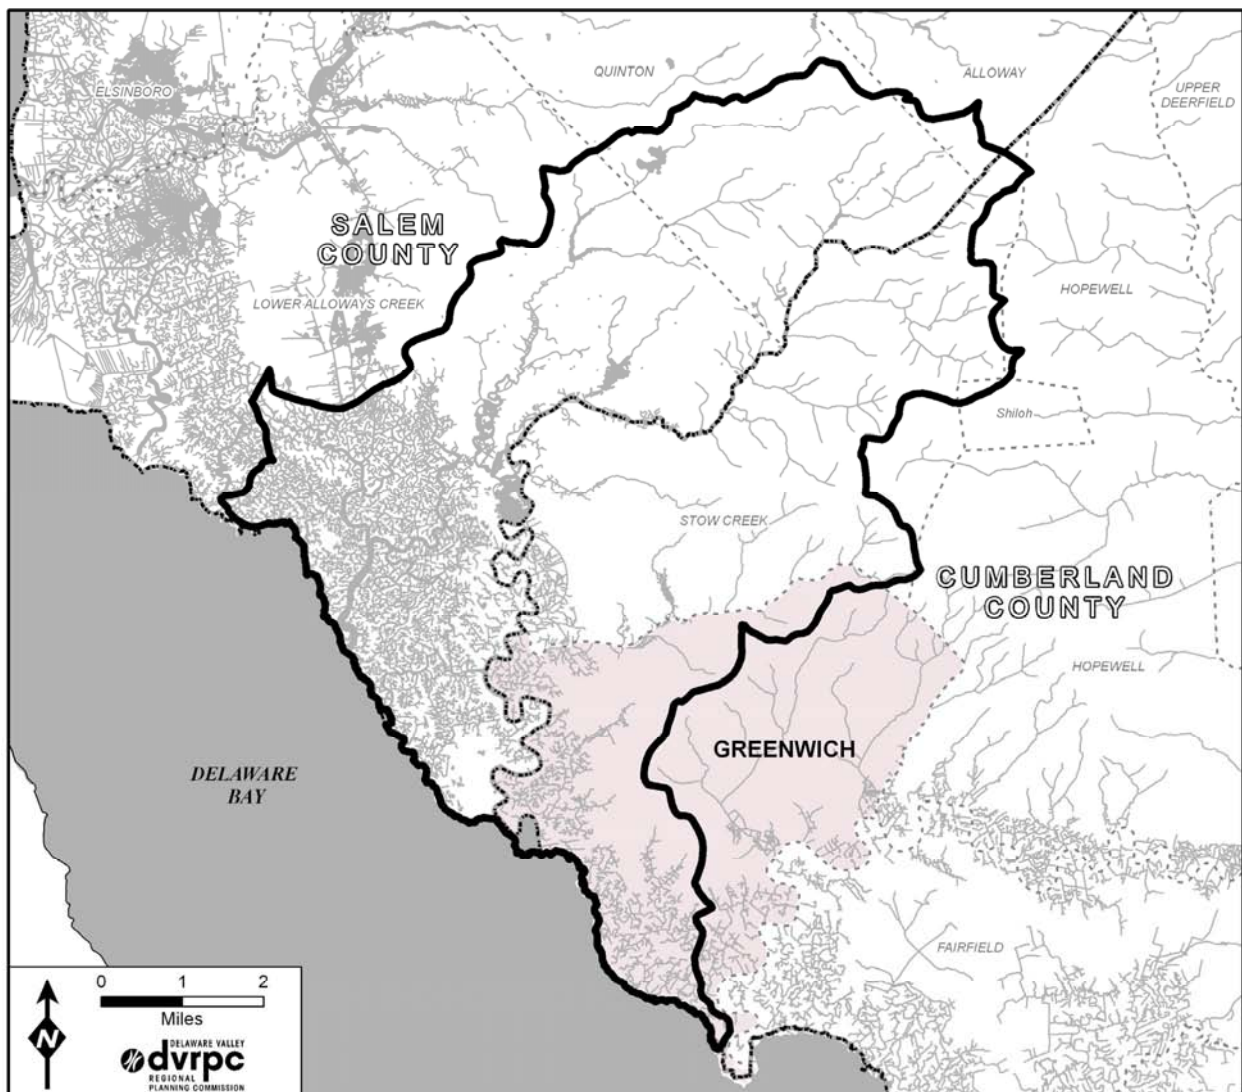 QUINTON
ALLOWAY
ELSINBORO
UPPER
DEERFIELD
SALEM
COUNTY
HOPEWELL
LOWER ALLOWAYS CREEK
Shiloh
STOW CREEK
CUMBERLAND
COUNTY
HOPEWELL
GREENWICH
DELAWARE
BAY
FAIRFIELD
0 1 2
Miles
N
DELAWARE VALLEY
dvrpc
REGIONAL
PLANNING COMMISSION